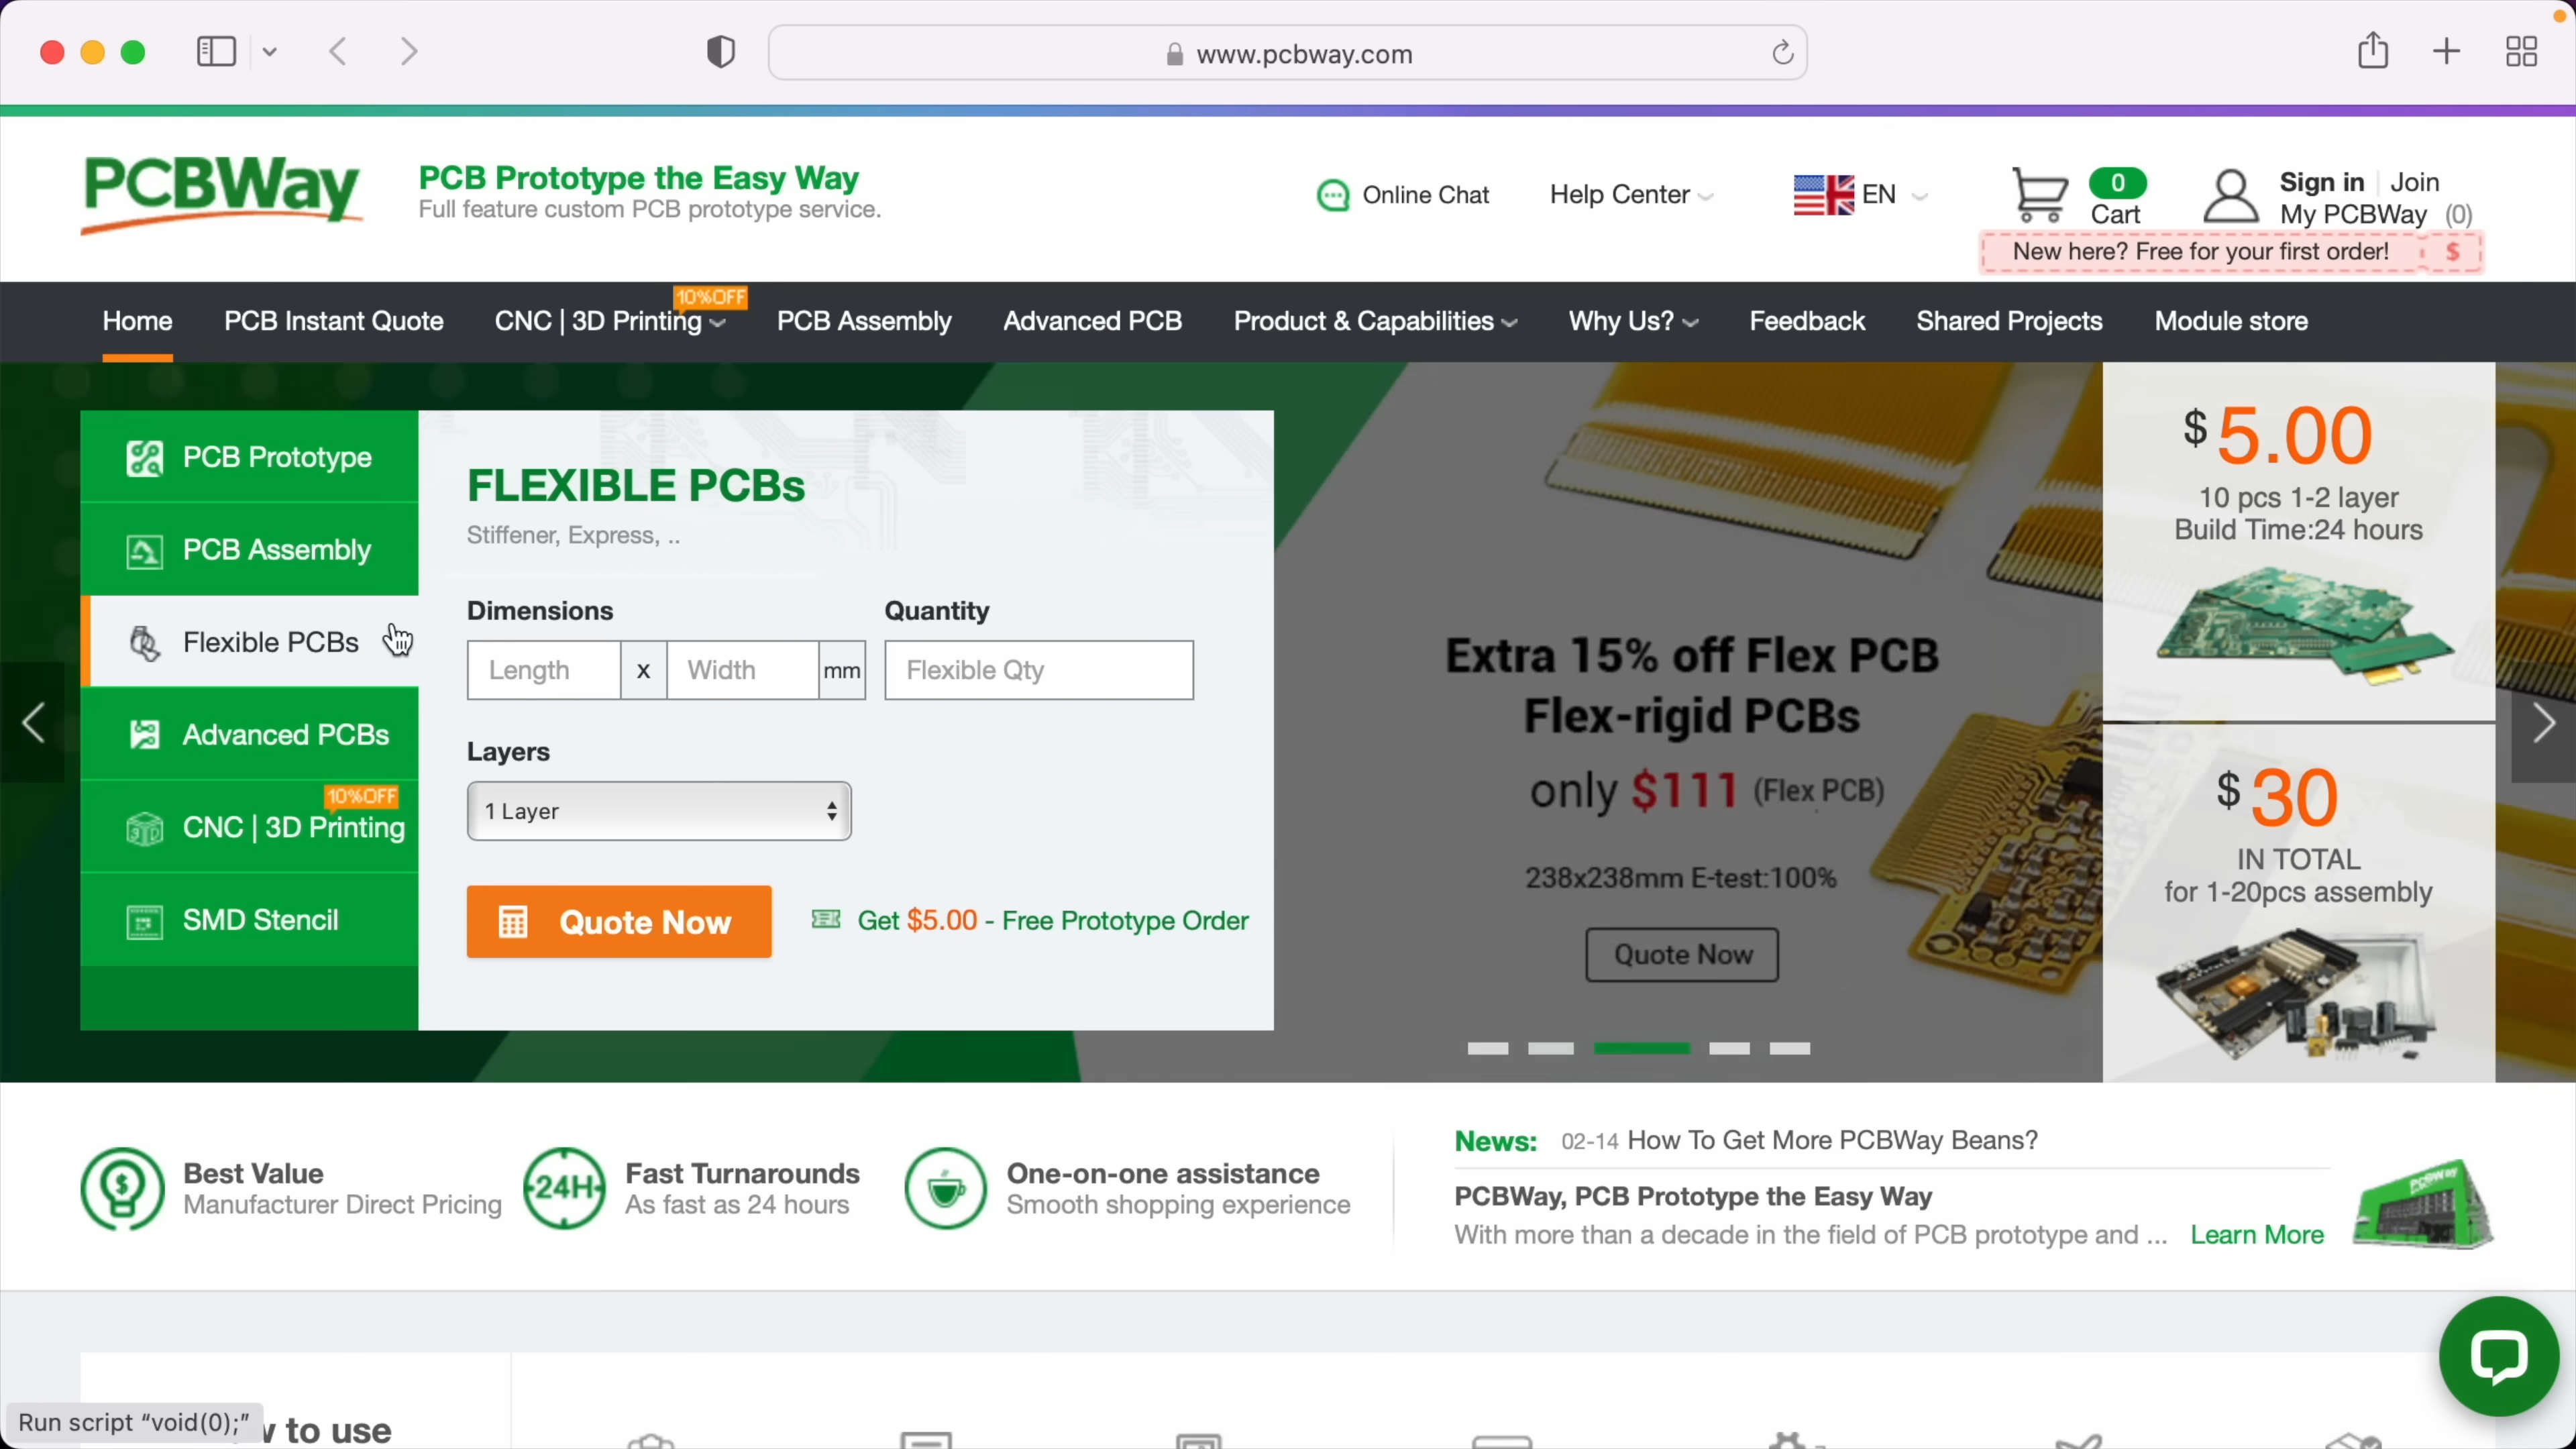 www.pcbway.com
PCBWay
PCB Prototype the Easy Way
Full feature custom PCB prototype service.
Online Chat
Help Center
EN
0
Cart
Sign in Join
My PCBWay (0)
New here? Free for your first order! $
Home PCB Instant Quote CNC | 3D Printing 10%OFF PCB Assembly Advanced PCB Product & Capabilities Why Us? Feedback Shared Projects Module store
PCB Prototype
PCB Assembly
Flexible PCBs
Advanced PCBs
10%OFF
CNC | 3D Printing
SMD Stencil
FLEXIBLE PCBs
Stiffener, Express, ..
Dimensions
Length x Width mm
Quantity
Flexible Qty
Layers
1 Layer
Quote Now
Get $5.00 - Free Prototype Order
Extra 15% off Flex PCB
Flex-rigid PCBs
only $111 (Flex PCB)
238x238mm E-test:100%
Quote Now
$5.00
10 pcs 1-2 layer
Build Time:24 hours
$30
IN TOTAL
for 1-20pcs assembly
Best Value
Manufacturer Direct Pricing
24H
Fast Turnarounds
As fast as 24 hours
One-on-one assistance
Smooth shopping experience
News: 02-14 How To Get More PCBWay Beans?
PCBWay, PCB Prototype the Easy Way
With more than a decade in the field of PCB prototype and ... Learn More
PCBWay
Run script “void(0);”
to use